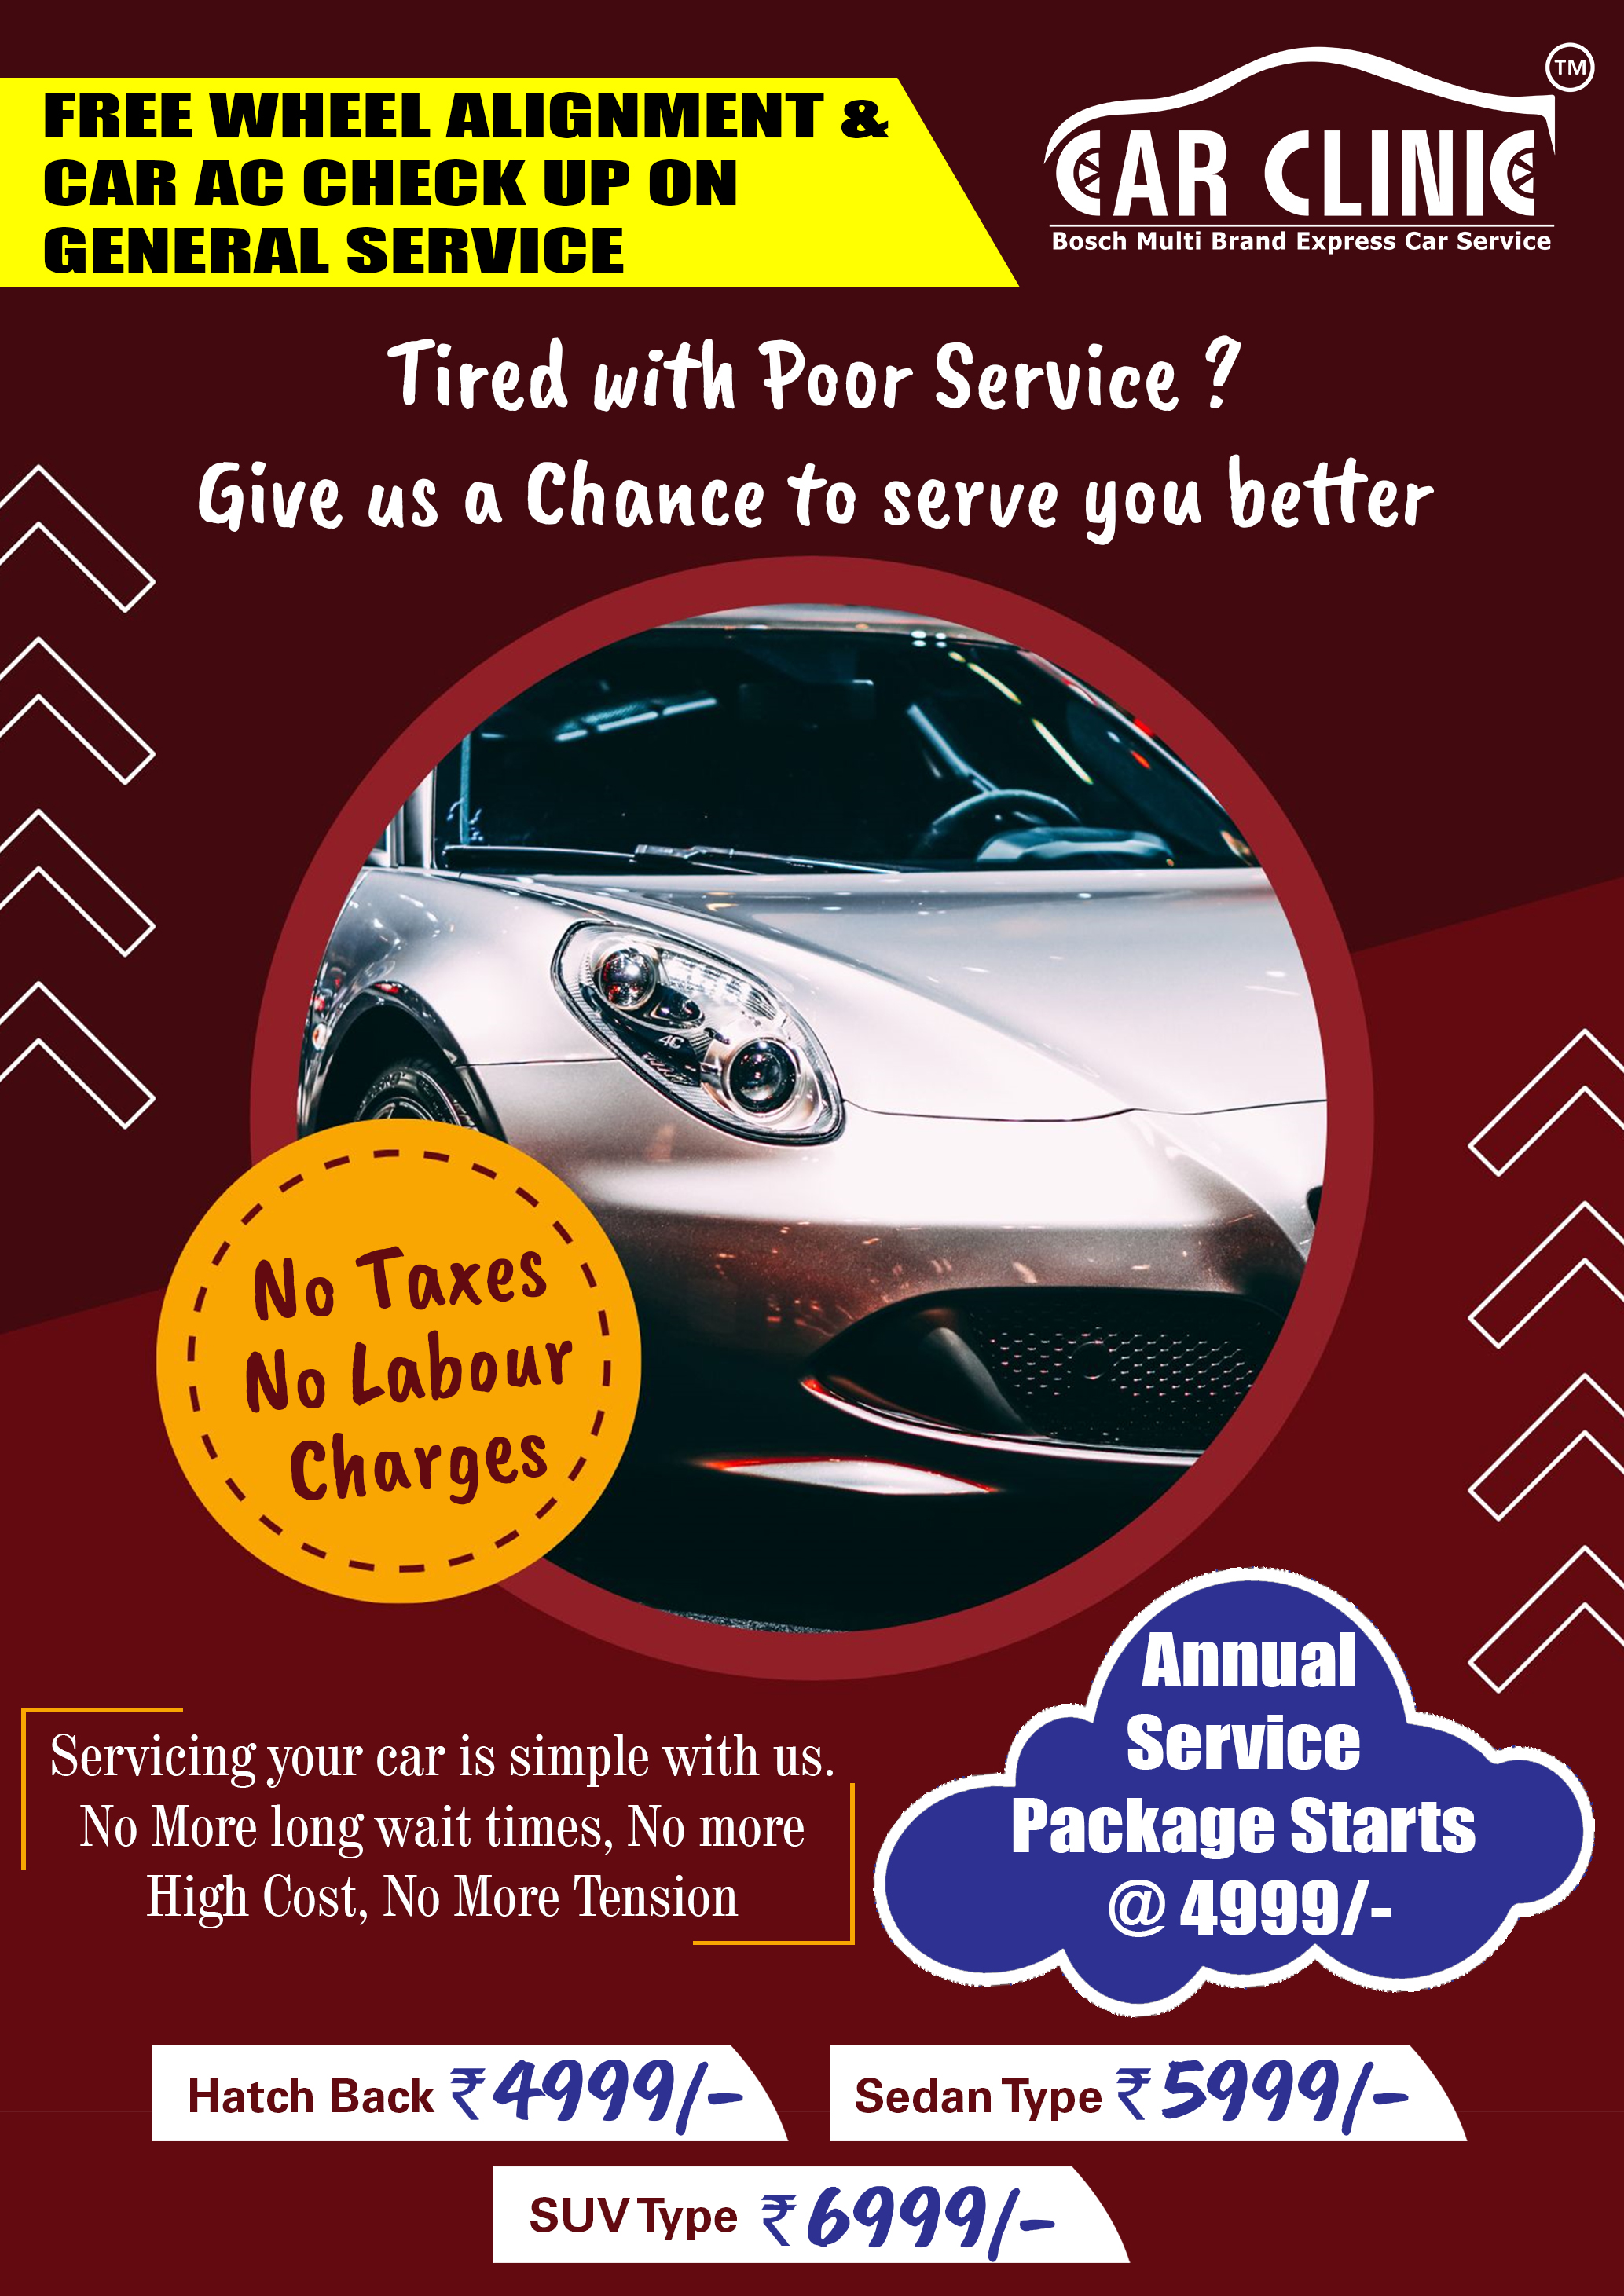 FREE WHEEL ALIGNMENT &
CAR AC CHECK UP ON
GENERAL SERVICE
TM
CAR CLINIC
Bosch Multi Brand Express Car Service
Tired with Poor Service ?
Give us a Chance to serve you better
4C
No Taxes
No Labour
Charges
Annual
Service
Package Starts
@ 4999/-
Servicing your car is simple with us.
No More long wait times, No more
High Cost, No More Tension
Hatch Back ₹4999/-
Sedan Type ₹5999/-
SUV Type ₹6999/-